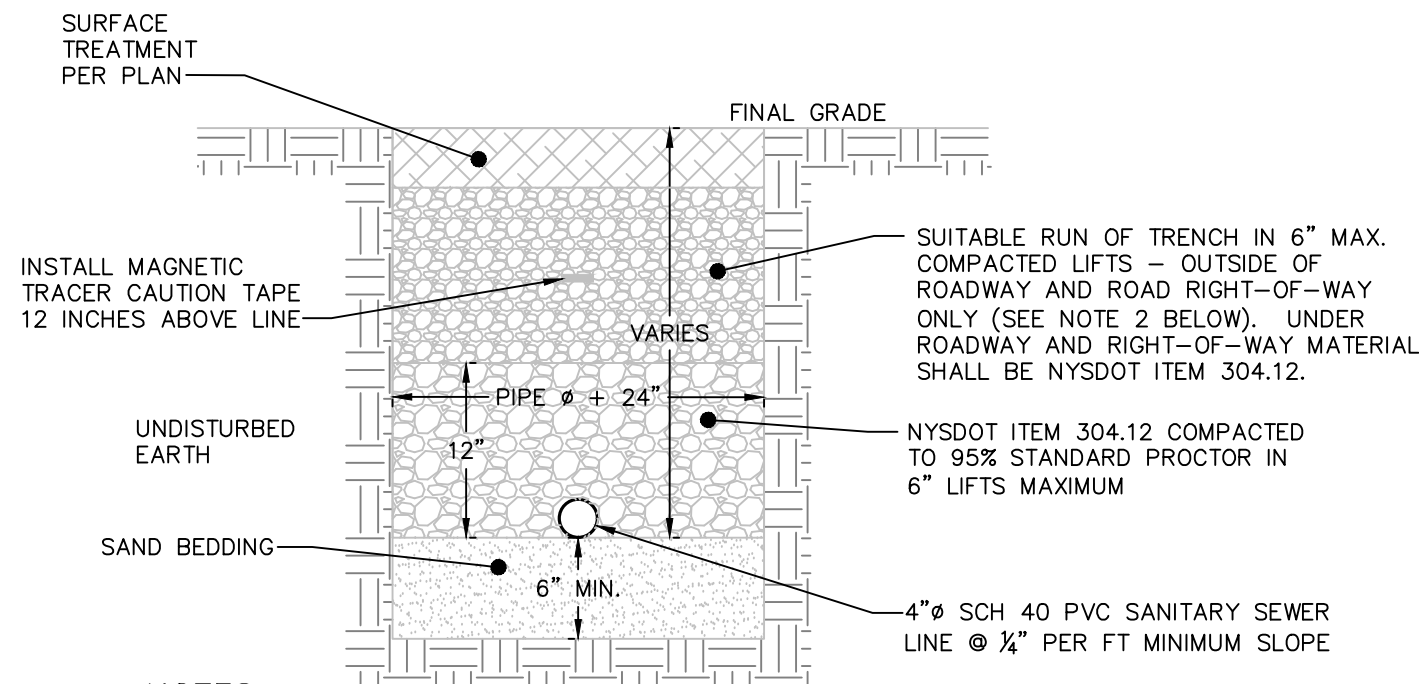 SURFACE
TREATMENT
PER PLAN
FINAL GRADE
INSTALL MAGNETIC
TRACER CAUTION TAPE
12 INCHES ABOVE LINE
SUITABLE RUN OF TRENCH IN 6" MAX.
COMPACTED LIFTS – OUTSIDE OF
ROADWAY AND ROAD RIGHT–OF–WAY
ONLY (SEE NOTE 2 BELOW). UNDER
ROADWAY AND RIGHT–OF–WAY MATERIAL
SHALL BE NYSDOT ITEM 304.12.
VARIES
PIPE ø + 24"
12"
UNDISTURBED
EARTH
NYSDOT ITEM 304.12 COMPACTED
TO 95% STANDARD PROCTOR IN
6" LIFTS MAXIMUM
SAND BEDDING
6" MIN.
4"ø SCH 40 PVC SANITARY SEWER
LINE @ ¼" PER FT MINIMUM SLOPE